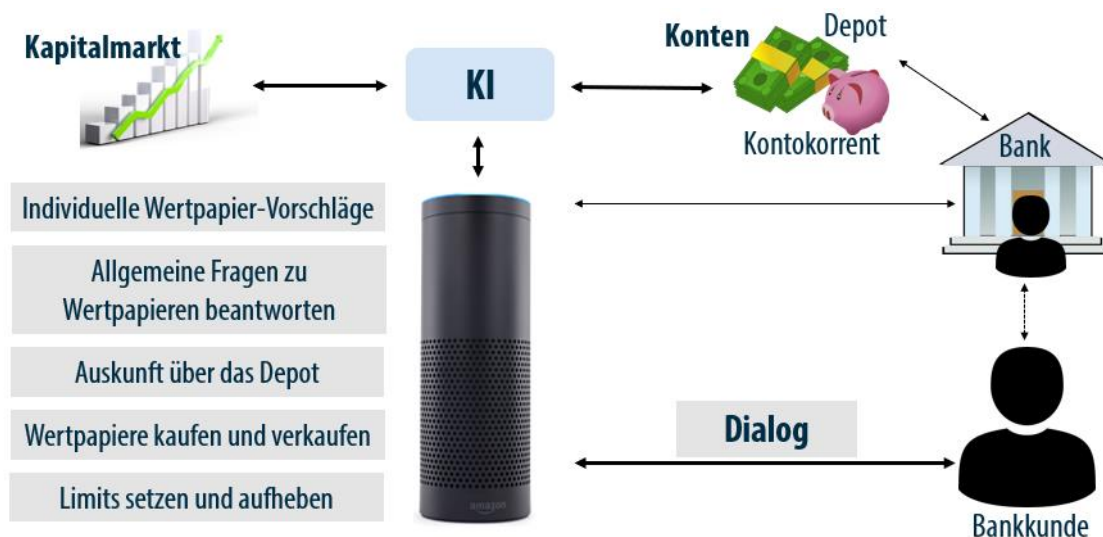 Kapitalmarkt
KI
Konten
Depot
Kontokorrent
Bank
Individuelle Wertpapier-Vorschläge
Allgemeine Fragen zu
Wertpapieren beantworten
Auskunft über das Depot
Wertpapiere kaufen und verkaufen
Limits setzen und aufheben
amazon
Dialog
Bankkunde